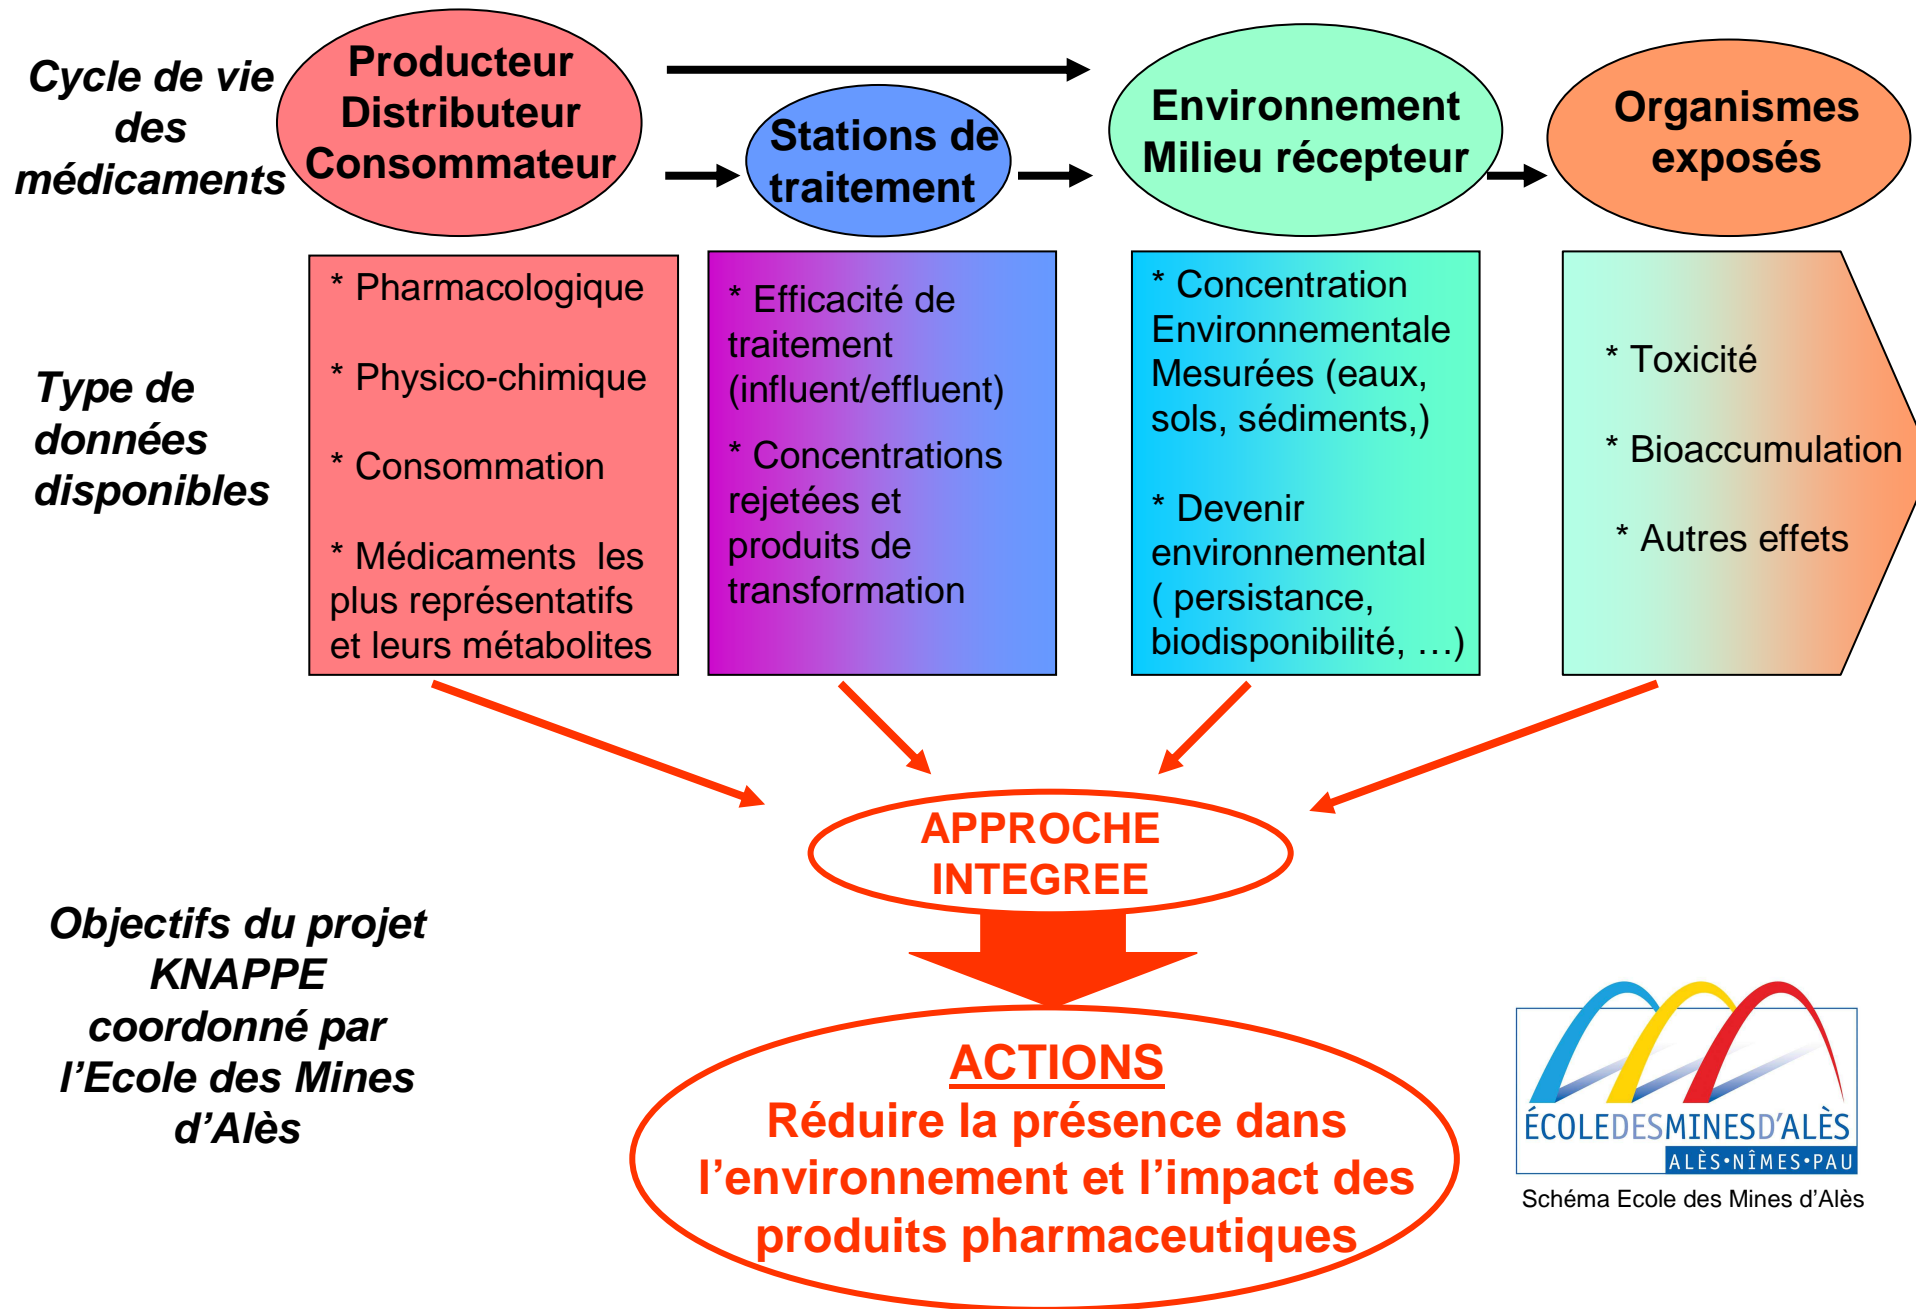 Cycle de vie
des
médicaments
Producteur
Distributeur
Consommateur
Stations de
traitement
Environnement
Milieu récepteur
Organismes
exposés
Type de
données
disponibles
* Pharmacologique
* Physico-chimique
* Consommation
* Médicaments les
plus représentatifs
et leurs métabolites
* Efficacité de
traitement
(influent/effluent)
* Concentrations
rejetées et
produits de
transformation
* Concentration
Environnementale
Mesurées (eaux,
sols, sédiments,)
* Devenir
environnemental
( persistance,
biodisponibilité, …)
* Toxicité
* Bioaccumulation
* Autres effets
APPROCHE
INTEGREE
Objectifs du projet
KNAPPE
coordonné par
l’Ecole des Mines
d’Alès
ACTIONS
Réduire la présence dans
l’environnement et l’impact des
produits pharmaceutiques
ÉCOLEDESMINESD’ALÈS
ALÈS•NÎMES•PAU
Schéma Ecole des Mines d’Alès